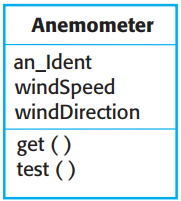 Anemometer
an_Ident
windSpeed
windDirection
get ( )
test ( )